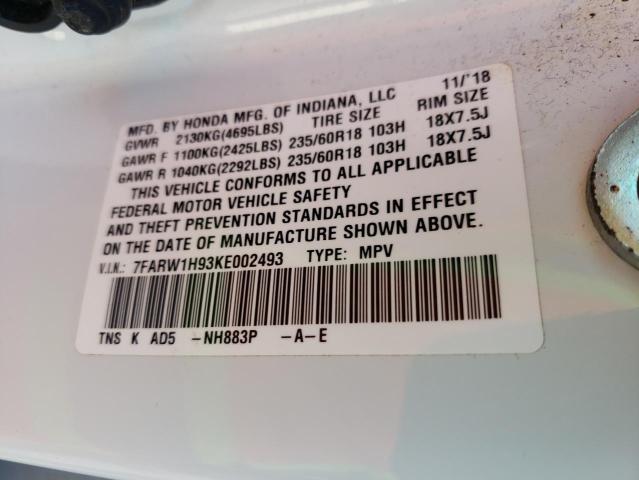 MFD. BY HONDA MFG. OF INDIANA, LLC 11/'18
GVWR 2130KG(4695LBS) TIRE SIZE RIM SIZE
GAWR F 1100KG(2425LBS) 235/60R18 103H 18X7.5J
GAWR R 1040KG(2292LBS) 235/60R18 103H 18X7.5J
THIS VEHICLE CONFORMS TO ALL APPLICABLE
FEDERAL MOTOR VEHICLE SAFETY
AND THEFT PREVENTION STANDARDS IN EFFECT
ON THE DATE OF MANUFACTURE SHOWN ABOVE.
V.I.N.: 7FARW1H93KE002493 TYPE: MPV
TNS K AD5 -NH883P -A-E